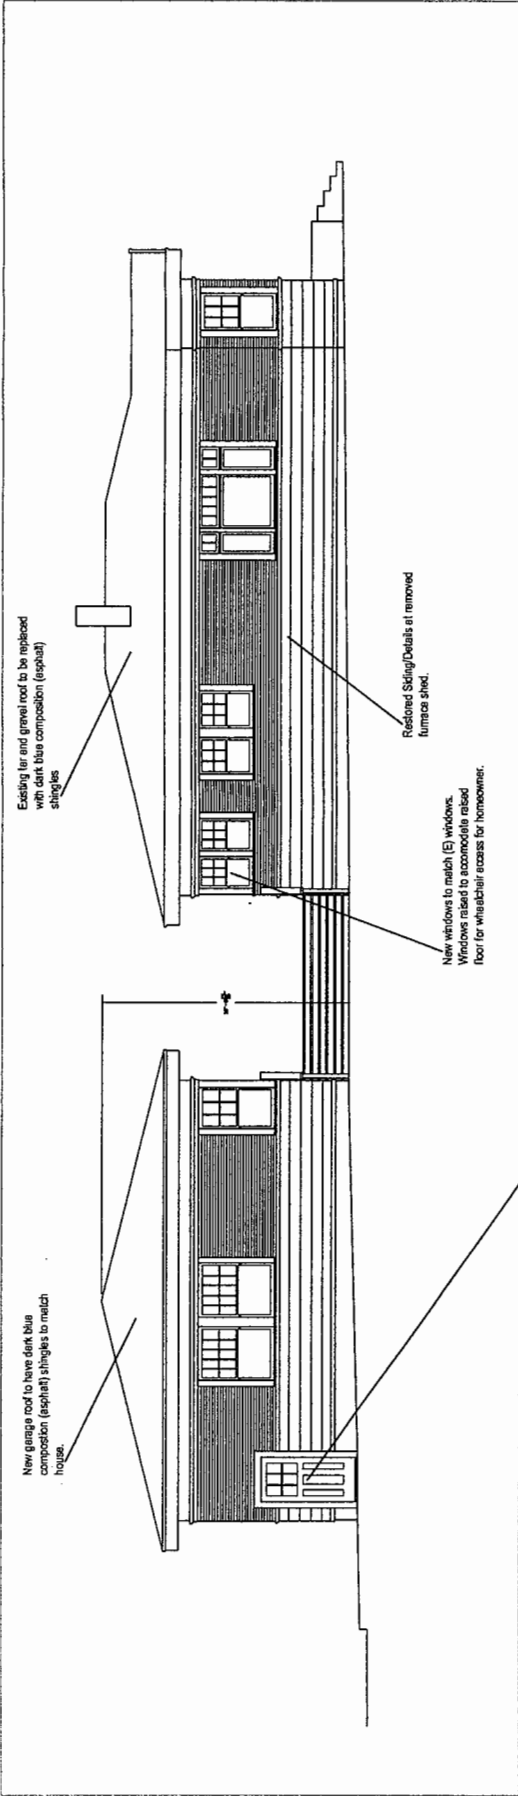 New garage roof to have dark blue
compostion (asphalt) shingles to match
house.
Existing tar and gravel roof to be replaced
with dark blue composition (asphalt)
shingles
New windows to match (E) windows.
Windows raised to accomodate raised
floor for wheelchair access for homeowner.
Restored Siding/Details at removed
furnace shed.